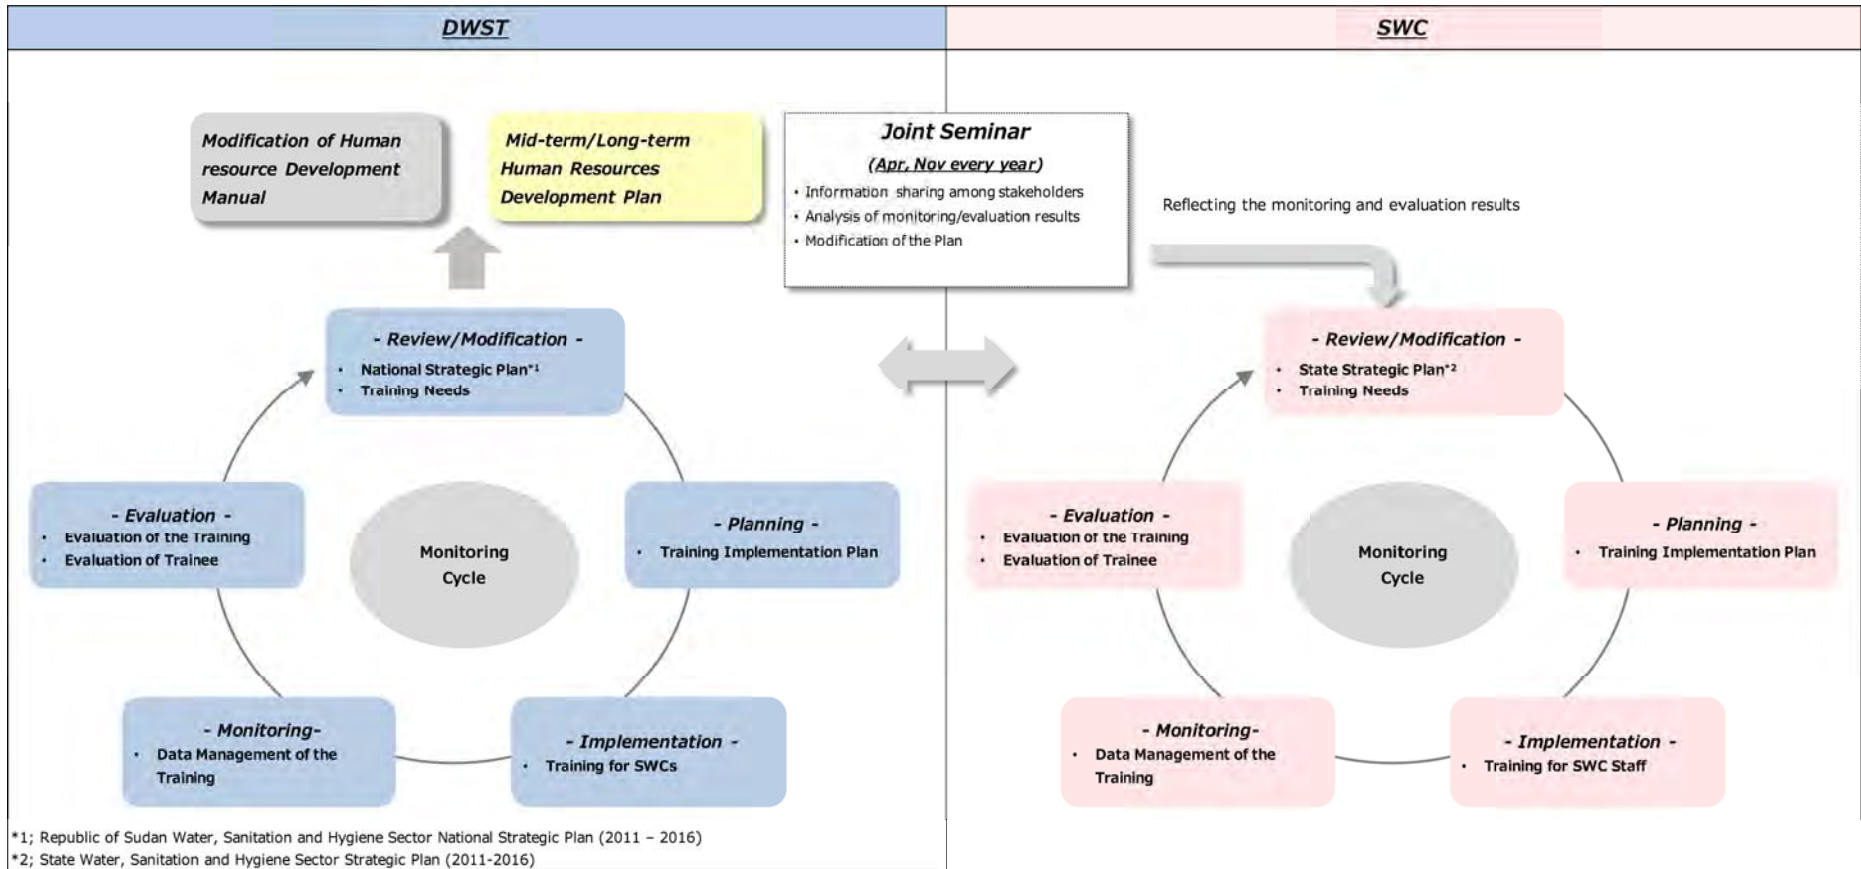 DWST
SWC
Modification of Human
resource Development
Manual
Mid-term/Long-term
Human Resources
Development Plan
Joint Seminar
(Apr, Nov every year)
• Information sharing among stakeholders
• Analysis of monitoring/evaluation results
• Modification of the Plan
Reflecting the monitoring and evaluation results
- Review/Modification -
• National Strategic Plan*1
• Training Needs
- Evaluation -
• Evaluation of the Training
• Evaluation of Trainee
Monitoring
Cycle
- Planning -
• Training Implementation Plan
- Monitoring-
• Data Management of the
Training
- Implementation -
• Training for SWCs
- Review/Modification -
• State Strategic Plan*2
• Training Needs
- Evaluation -
• Evaluation of the Training
• Evaluation of Trainee
Monitoring
Cycle
- Planning -
• Training Implementation Plan
- Monitoring-
• Data Management of the
Training
- Implementation -
• Training for SWC Staff
*1; Republic of Sudan Water, Sanitation and Hygiene Sector National Strategic Plan (2011 – 2016)
*2; State Water, Sanitation and Hygiene Sector Strategic Plan (2011-2016)